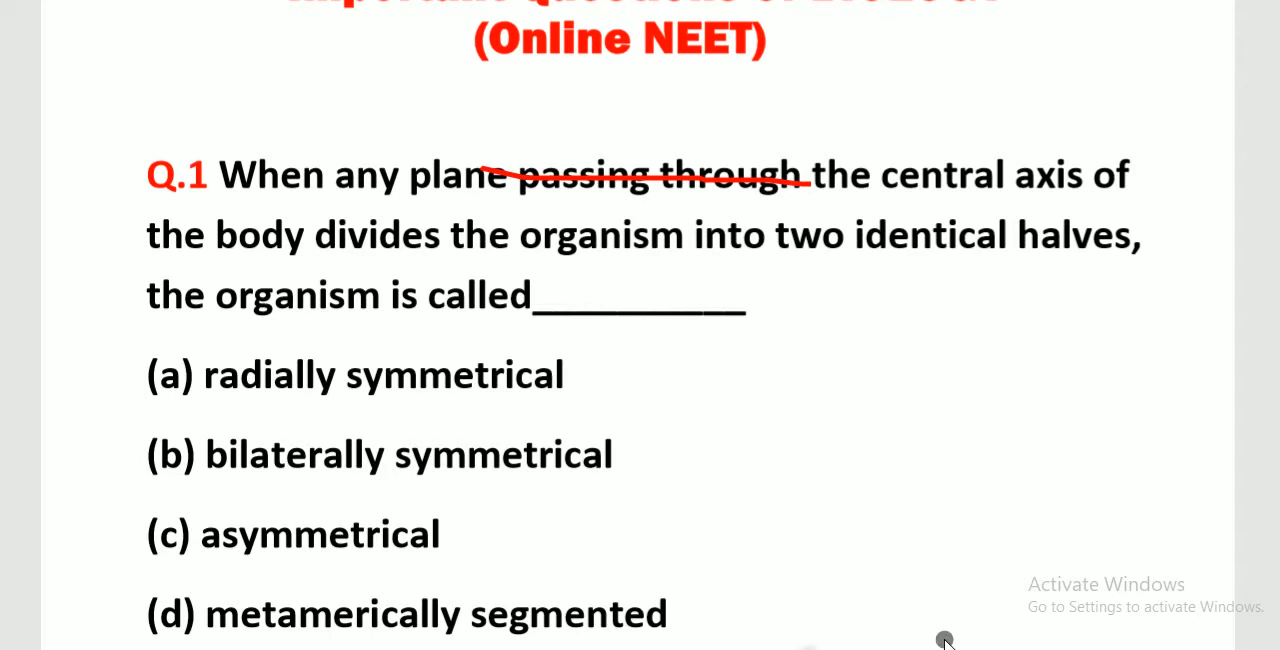 (Online NEET)
Q.1 When any plane passing through the central axis of
the body divides the organism into two identical halves,
the organism is called__________
(a) radially symmetrical
(b) bilaterally symmetrical
(c) asymmetrical
(d) metamerically segmented
Activate Windows
Go to Settings to activate Windows.